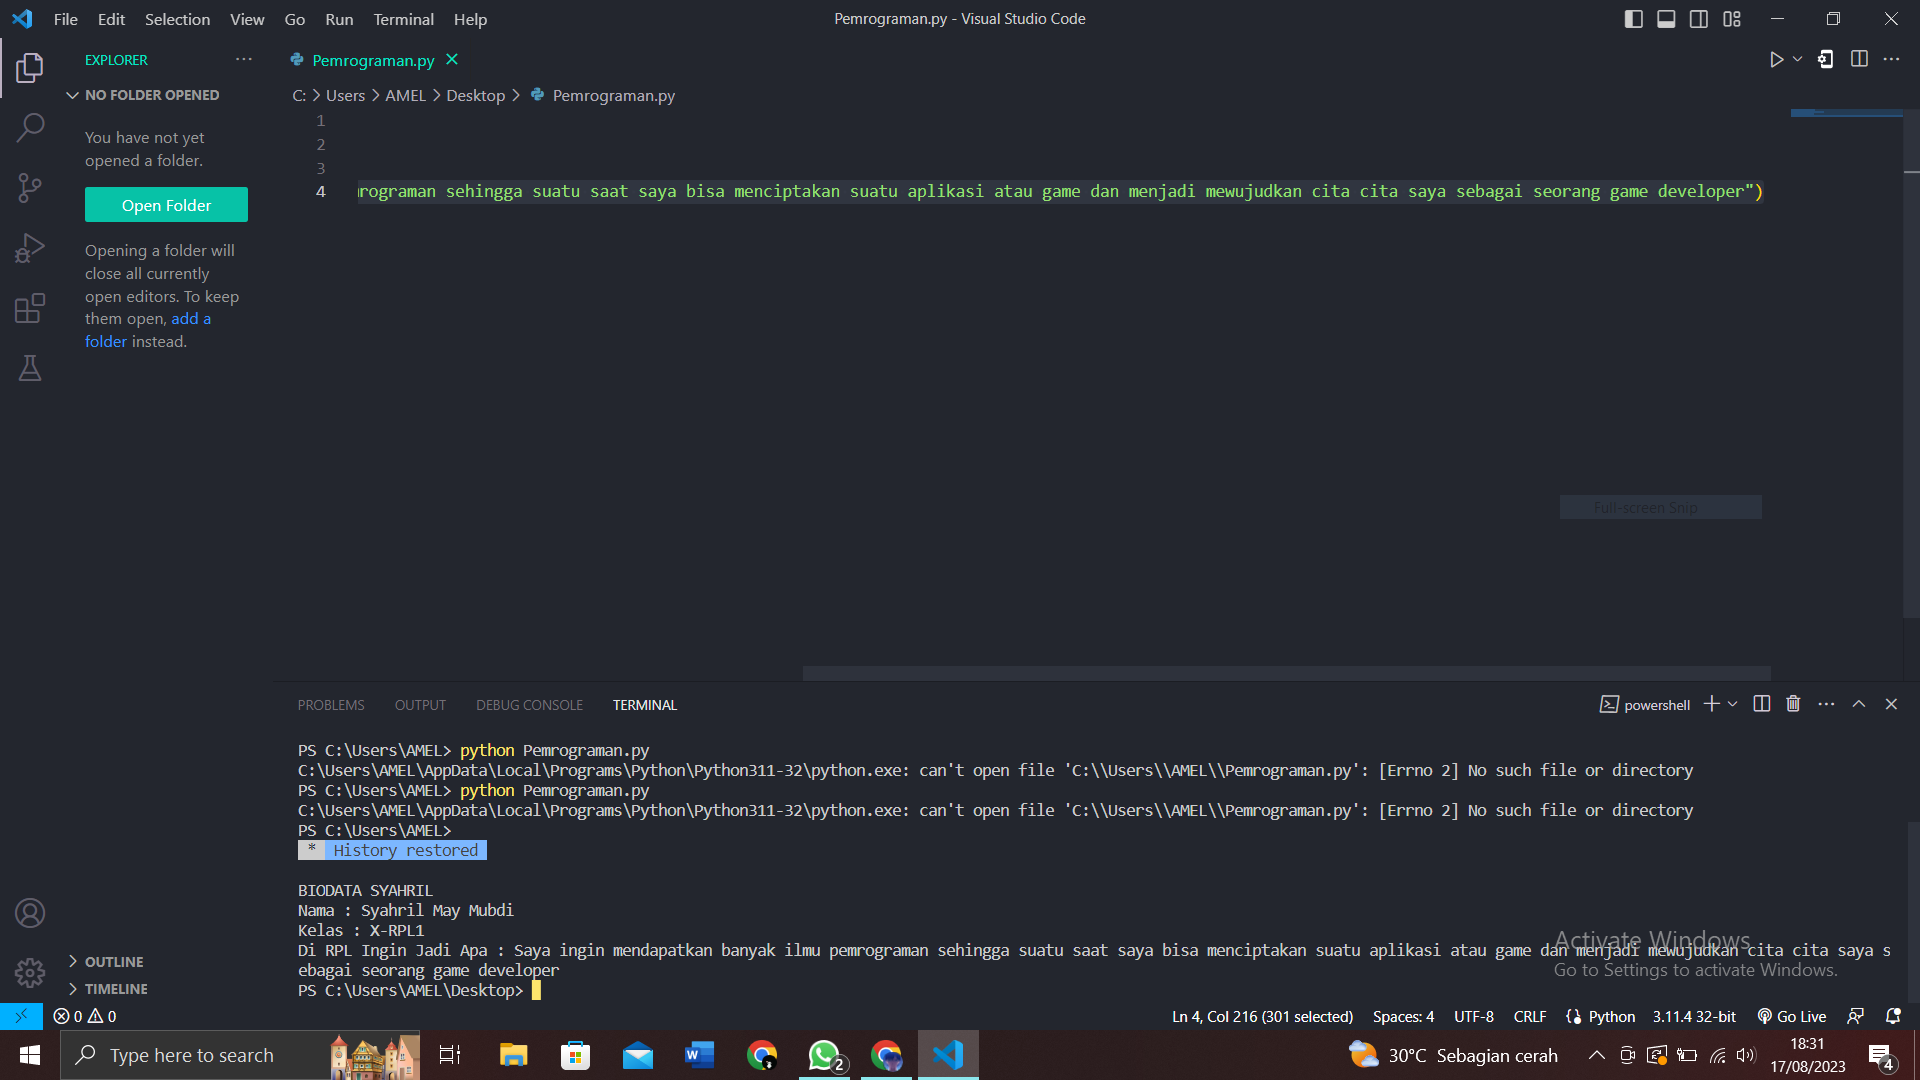 File Edit Selection View Go Run Terminal Help
Pemrograman.py - Visual Studio Code
EXPLORER
Pemrograman.py
NO FOLDER OPENED
C: > Users > AMEL > Desktop > Pemrograman.py
You have not yet
opened a folder.
Open Folder
Opening a folder will
close all currently
open editors. To keep
them open, add a
folder instead.
1
2
3
4 rograman sehingga suatu saat saya bisa menciptakan suatu aplikasi atau game dan menjadi mewujudkan cita cita saya sebagai seorang game developer")
Full-screen Snip
PROBLEMS OUTPUT DEBUG CONSOLE TERMINAL
powershell
PS C:\Users\AMEL> python Pemrograman.py
C:\Users\AMEL\AppData\Local\Programs\Python\Python311-32\python.exe: can't open file 'C:\\Users\\AMEL\\Pemrograman.py': [Errno 2] No such file or directory
PS C:\Users\AMEL> python Pemrograman.py
C:\Users\AMEL\AppData\Local\Programs\Python\Python311-32\python.exe: can't open file 'C:\\Users\\AMEL\\Pemrograman.py': [Errno 2] No such file or directory
PS C:\Users\AMEL>
* History restored
BIODATA SYAHRIL
Nama : Syahril May Mubdi
Kelas : X-RPL1
Di RPL Ingin Jadi Apa : Saya ingin mendapatkan banyak ilmu pemrograman sehingga suatu saat saya bisa menciptakan suatu aplikasi atau game dan menjadi mewujudkan cita cita saya s
ebagai seorang game developer
PS C:\Users\AMEL\Desktop>
Activate Windows
Go to Settings to activate Windows.
OUTLINE
TIMELINE
0 0
Ln 4, Col 216 (301 selected) Spaces: 4 UTF-8 CRLF Python 3.11.4 32-bit Go Live
Type here to search
2
30°C Sebagian cerah
18:31
17/08/2023
4